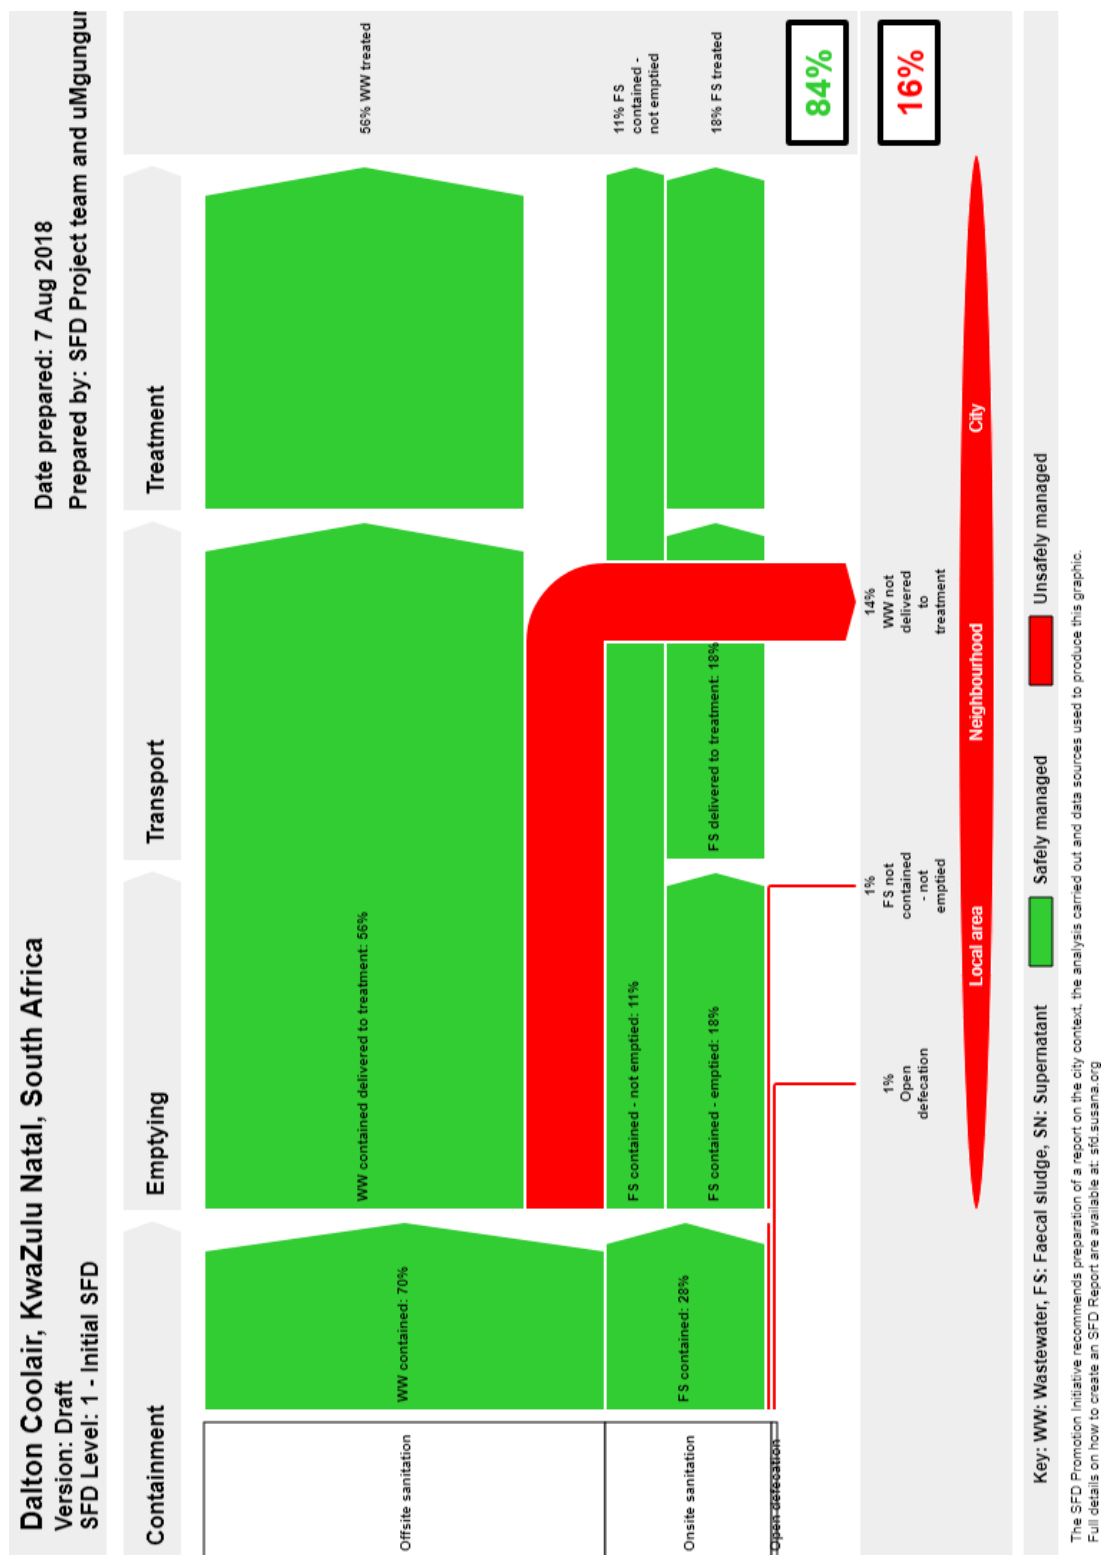 Dalton Coolair, KwaZulu Natal, South Africa
Version: Draft
SFD Level: 1 - Initial SFD
Date prepared: 7 Aug 2018
Prepared by: SFD Project team and uMgungur
Containment
Emptying
Transport
Treatment
Offsite sanitation
WW contained: 70%
WW contained delivered to treatment: 56%
56% WW treated
Onsite sanitation
FS contained: 28%
FS contained - not emptied: 11%
11% FS
contained -
not emptied
FS contained - emptied: 18%
FS delivered to treatment: 18%
18% FS treated
Open defecation
84%
1%
Open
defecation
1%
FS not
contained
- not
emptied
14%
WW not
delivered
to
treatment
16%
Local area
Neighbourhood
City
Key: WW: Wastewater, FS: Faecal sludge, SN: Supernatant
Safely managed
Unsafely managed
The SFD Promotion Initiative recommends preparation of a report on the city context, the analysis carried out and data sources used to produce this graphic.
Full details on how to create an SFD Report are available at: sfd.susana.org